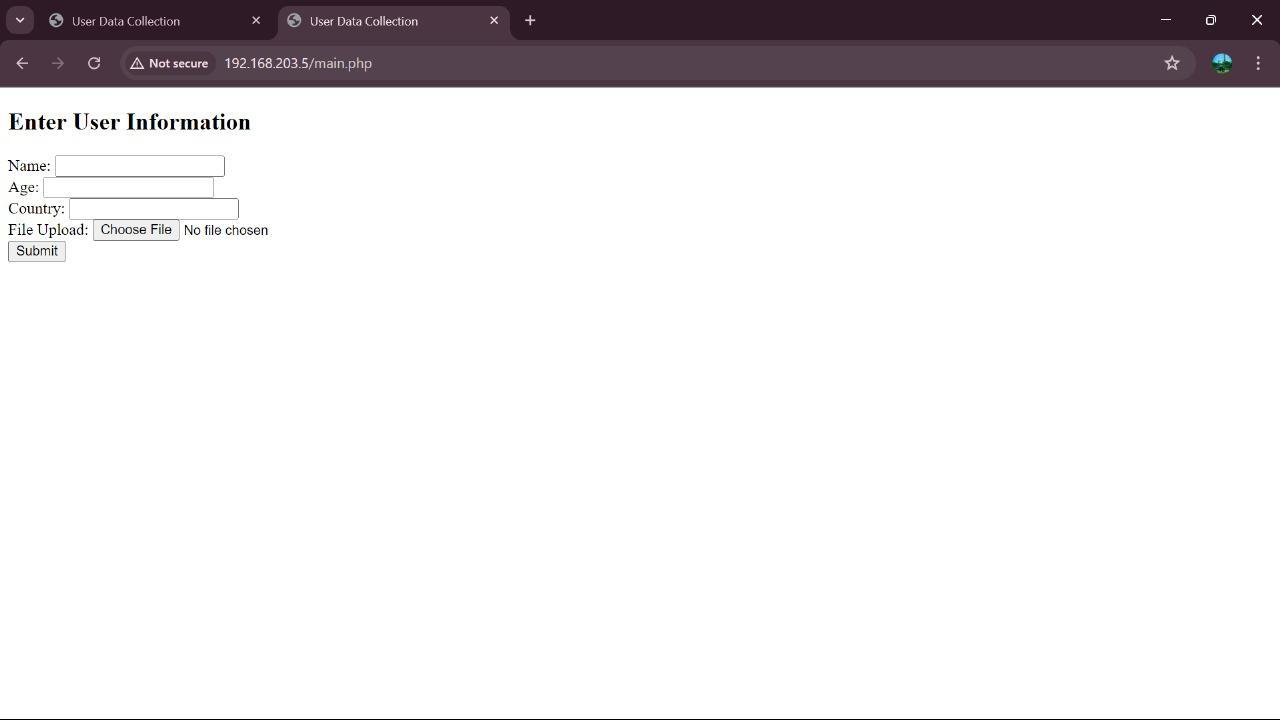 User Data Collection
User Data Collection
Not secure 192.168.203.5/main.php
Enter User Information
Name:
Age:
Country:
File Upload: Choose File No file chosen
Submit